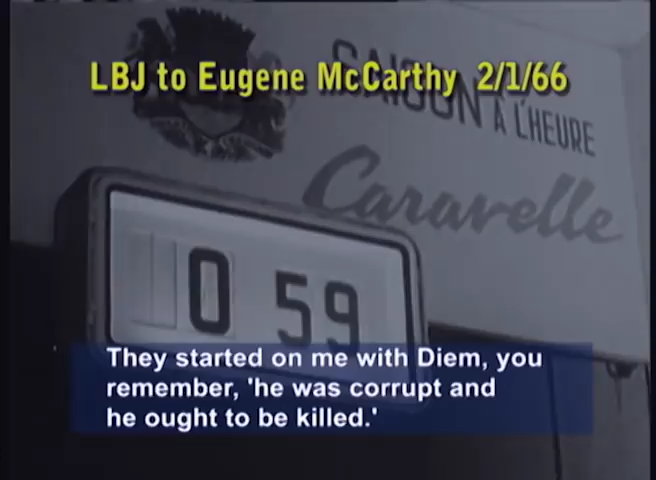 LBJ to Eugene McCarthy 2/1/66
SAIGON
À L'HEURE
Caravelle
0 59
They started on me with Diem, you
remember, 'he was corrupt and
he ought to be killed.'